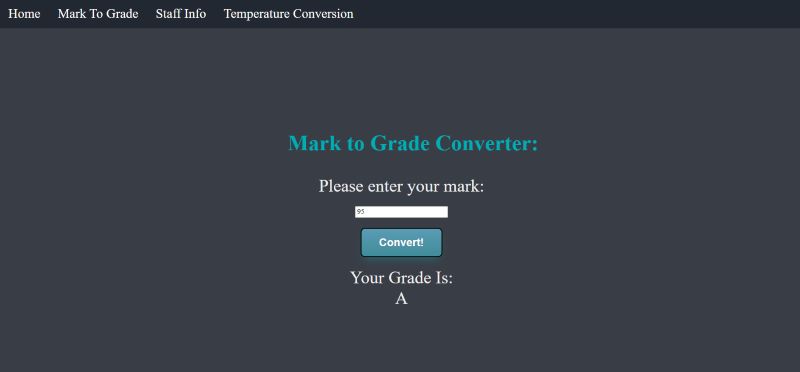 Home Mark To Grade Staff Info Temperature Conversion
Mark to Grade Converter:
Please enter your mark:
95
Convert!
Your Grade Is:
A